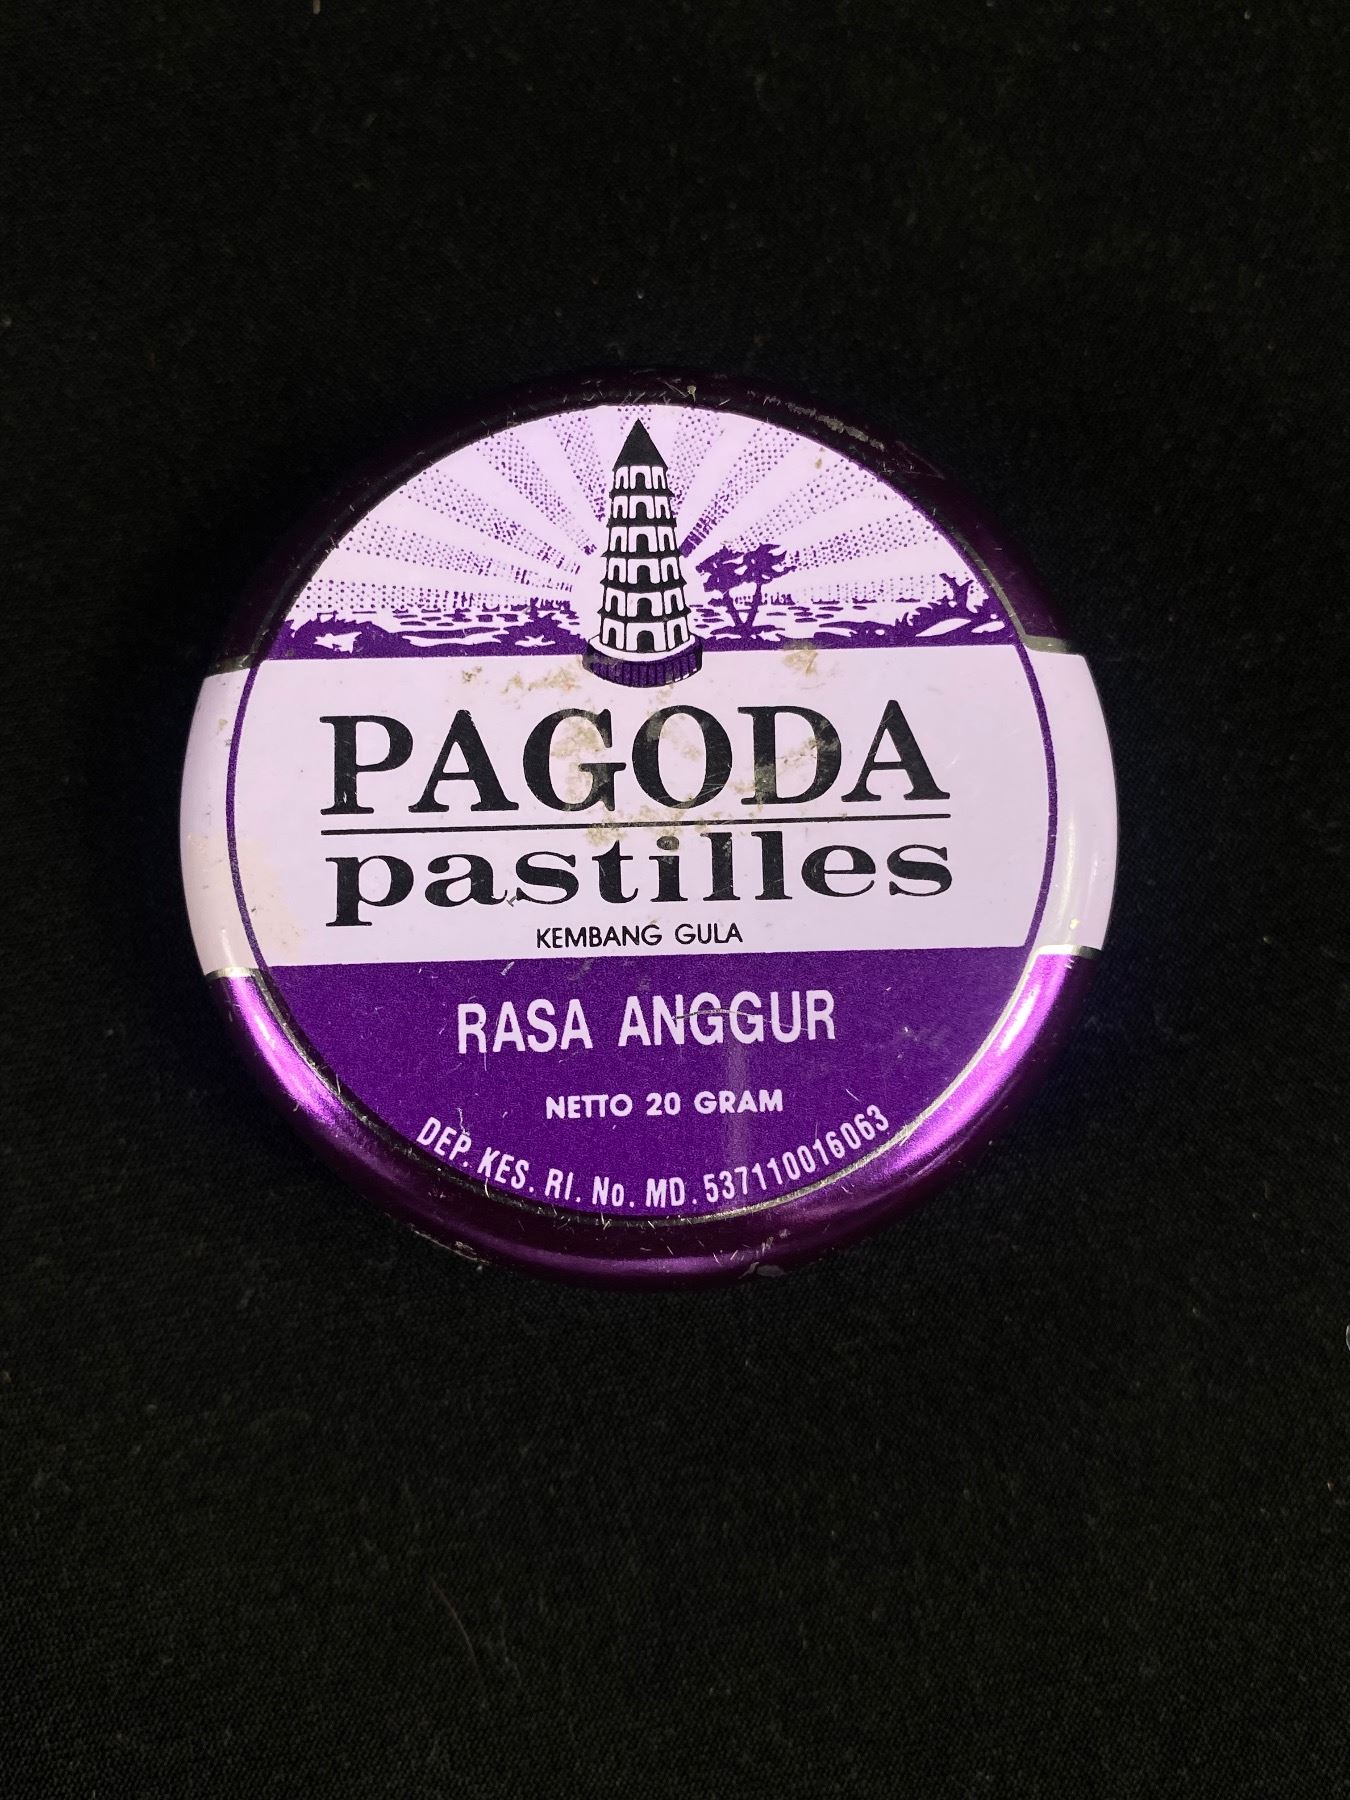 PAGODA
pastilles
KEMBANG GULA
RASA ANGGUR
NETTO 20 GRAM
DEP. KES. RI. No. MD. 537110016063